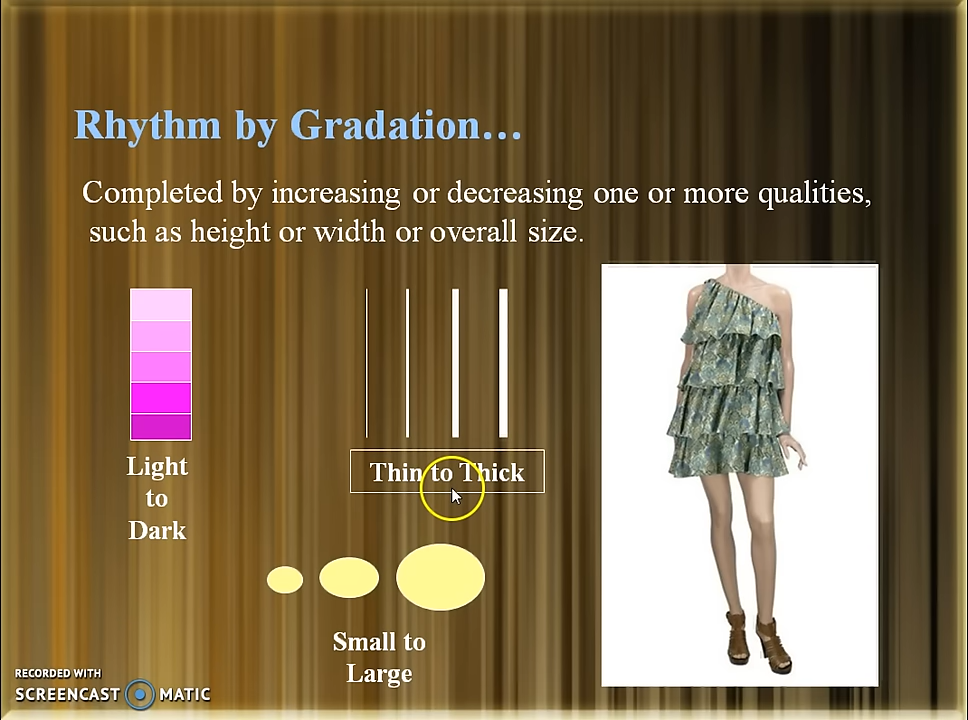 Rhythm by Gradation…
Completed by increasing or decreasing one or more qualities,
such as height or width or overall size.
Light
to
Dark
Thin to Thick
Small to
Large
RECORDED WITH
SCREENCAST MATIC